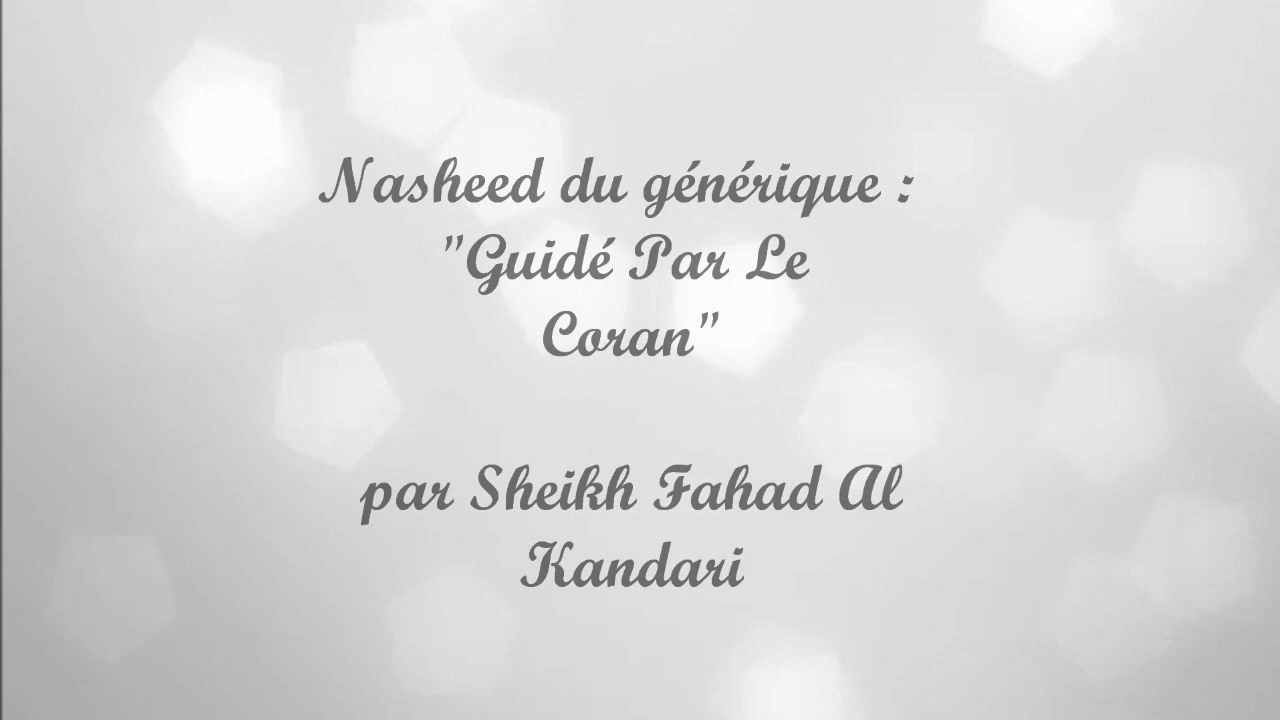 Nasheed du générique :
"Guidé Par Le
Coran"
par Sheikh Fahad Al
Kandari